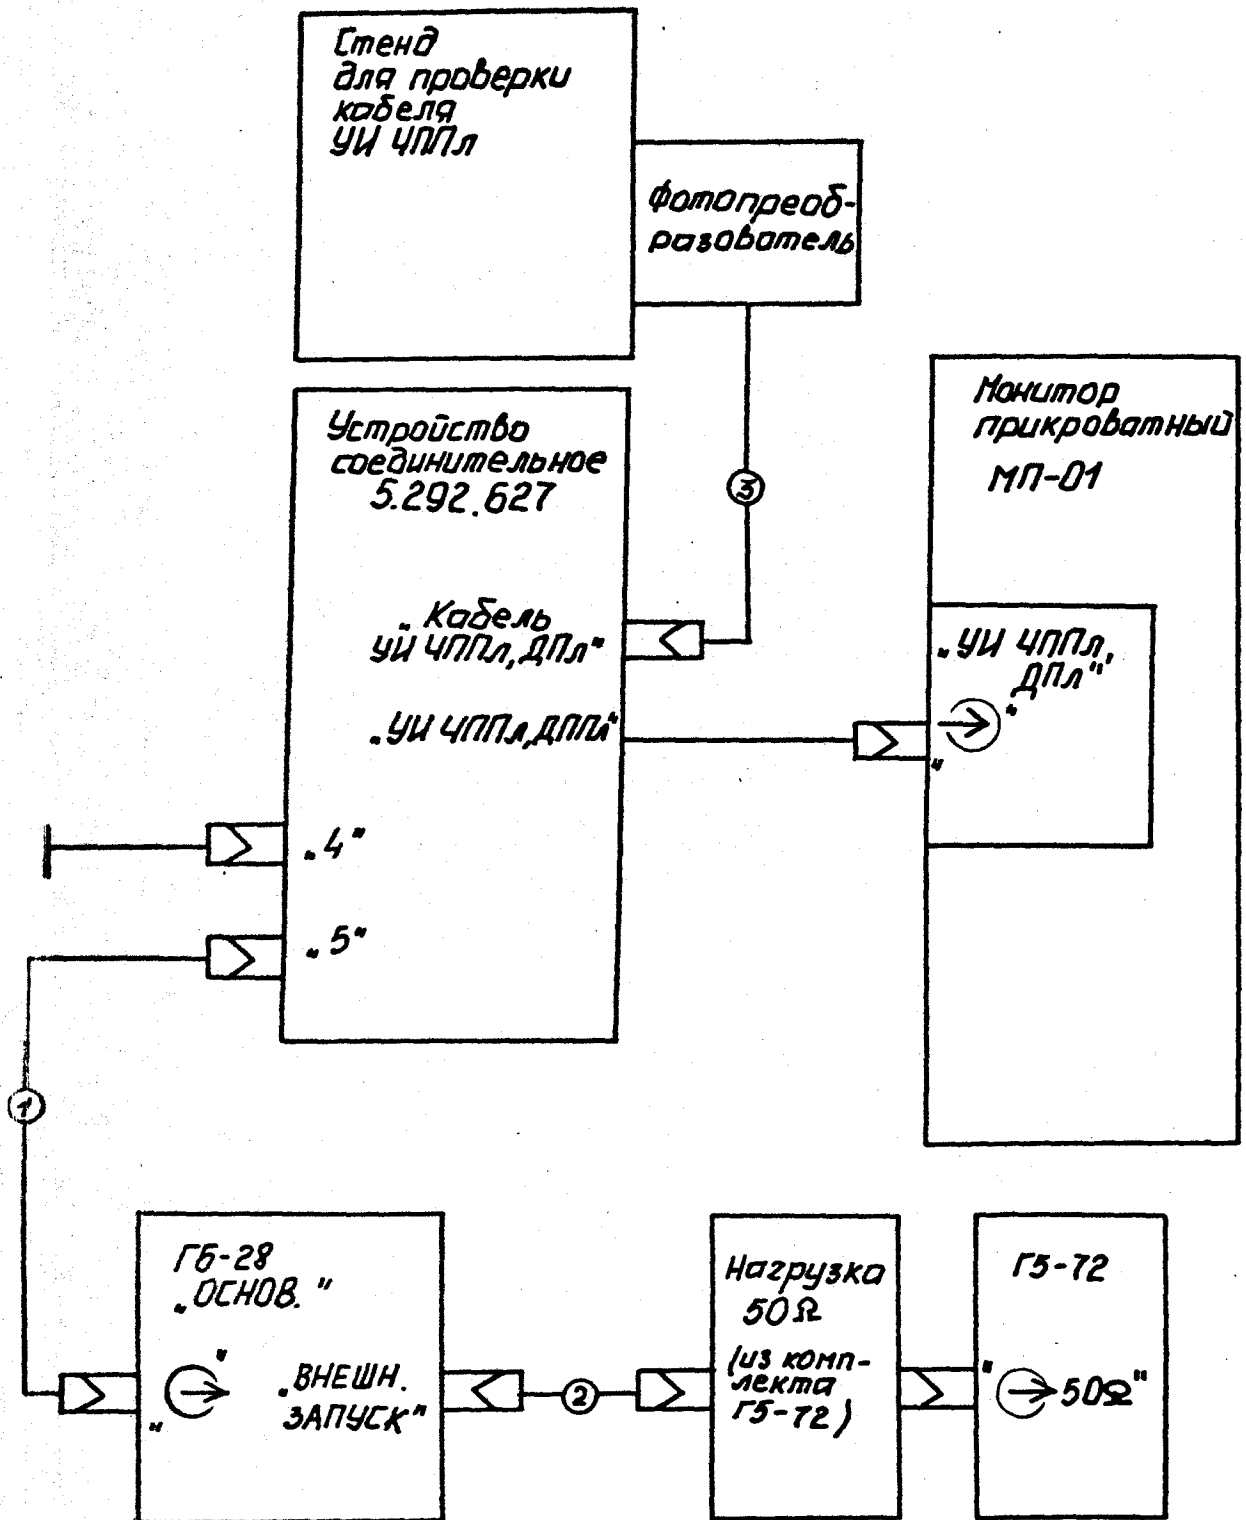 Стенд
для проверки
кабеля
УИ ЧППл
Фотопреоб-
разователь
Устройство
соединительное
5.292.627
„Кабель
УИ ЧППл, ДПл"
„УИ ЧППл, ДППл"
„4"
„5"
3
Монитор
прикроватный
МП-01
„УИ ЧППл,
ДПл"
1
Г6-28
„ОСНОВ."
„ВНЕШН.
ЗАПУСК"
2
Нагрузка
50Ω
(из комп-
лекта
Г5-72)
Г5-72
50Ω"